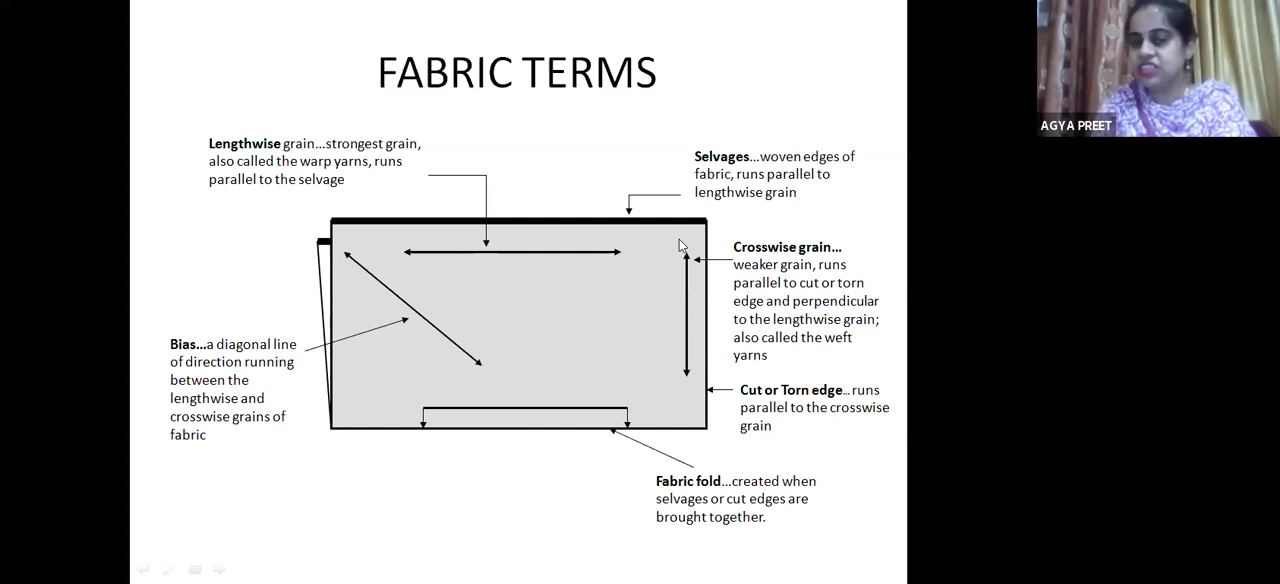 FABRIC TERMS
AGYA PREET
Lengthwise grain...strongest grain,
also called the warp yarns, runs
parallel to the selvage
Selvages...woven edges of
fabric, runs parallel to
lengthwise grain
Crosswise grain...
weaker grain, runs
parallel to cut or torn
edge and perpendicular
to the lengthwise grain;
also called the weft
yarns
Bias...a diagonal line
of direction running
between the
lengthwise and
crosswise grains of
fabric
Cut or Torn edge...runs
parallel to the crosswise
grain
Fabric fold...created when
selvages or cut edges are
brought together.